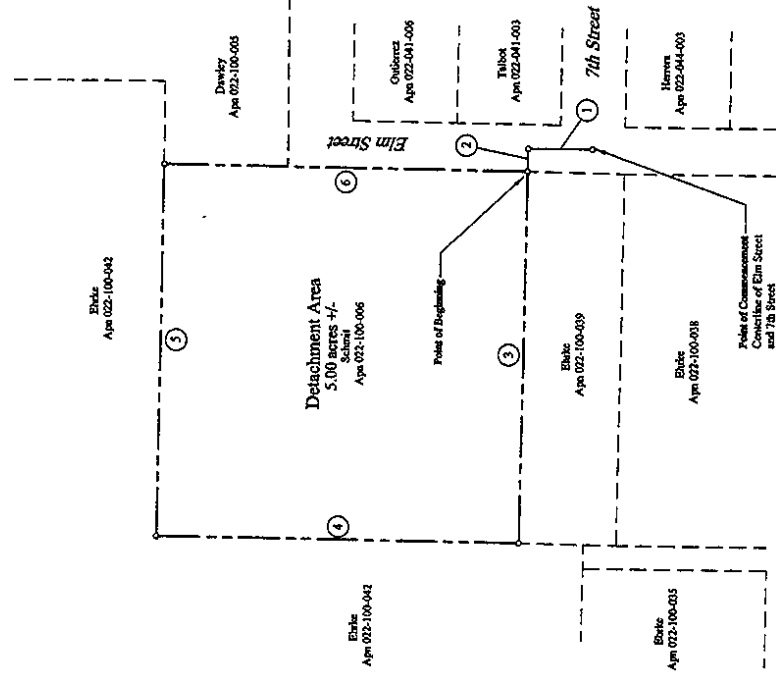 Dawley
Apn 022-100-005
Gutierrez
Apn 022-041-006
Talbot
Apn 022-041-003
7th Street
Herrera
Apn 022-044-003
Elm Street
1
2
6
Ehrke
Apn 022-100-042
5
Detachment Area
5.00 acres +/-
Schmit
Apn 022-100-006
Point of Beginning
3
Ehrke
Apn 022-100-039
Ehrke
Apn 022-100-038
Point of Commencement
Centerline of Elm Street
and 7th Street
4
Ehrke
Apn 022-100-042
Ehrke
Apn 022-100-035